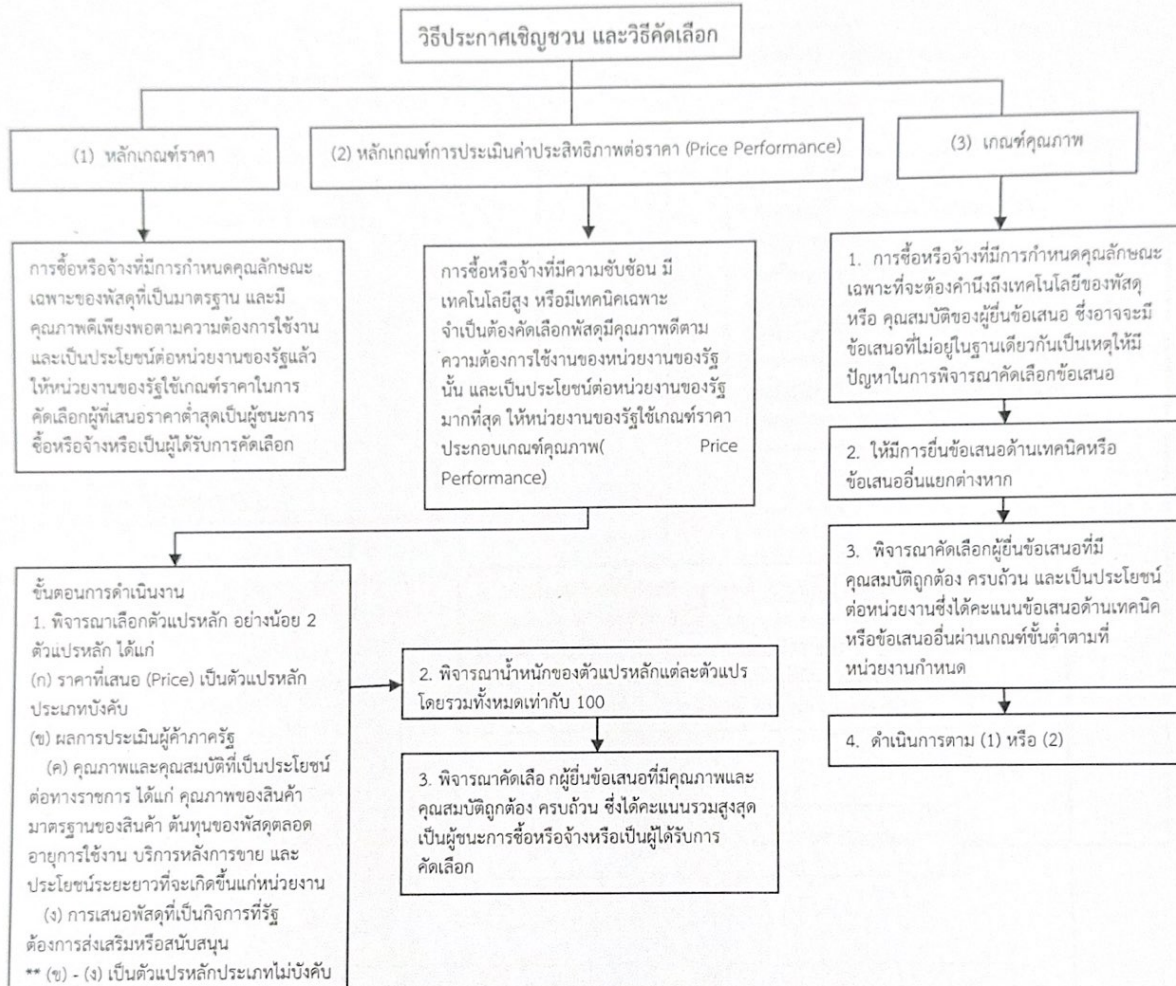 วิธีประกาศเชิญชวน และวิธีคัดเลือก
(1) หลักเกณฑ์ราคา
(2) หลักเกณฑ์การประเมินค่าประสิทธิภาพต่อราคา (Price Performance)
(3) เกณฑ์คุณภาพ
การซื้อหรือจ้างที่มีการกำหนดคุณลักษณะ
เฉพาะของพัสดุที่เป็นมาตรฐาน และมี
คุณภาพดีเพียงพอตามความต้องการใช้งาน
และเป็นประโยชน์ต่อหน่วยงานของรัฐแล้ว
ให้หน่วยงานของรัฐใช้เกณฑ์ราคาในการ
คัดเลือกผู้ที่เสนอราคาต่ำสุดเป็นผู้ชนะการ
ซื้อหรือจ้างหรือเป็นผู้ได้รับการคัดเลือก
การซื้อหรือจ้างที่มีความซับซ้อน มี
เทคโนโลยีสูง หรือมีเทคนิคเฉพาะ
จำเป็นต้องคัดเลือกพัสดุมีคุณภาพดีตาม
ความต้องการใช้งานของหน่วยงานของรัฐ
นั้น และเป็นประโยชน์ต่อหน่วยงานของรัฐ
มากที่สุด ให้หน่วยงานของรัฐใช้เกณฑ์ราคา
ประกอบเกณฑ์คุณภาพ( Price
Performance)
1. การซื้อหรือจ้างที่มีการกำหนดคุณลักษณะ
เฉพาะที่จะต้องคำนึงถึงเทคโนโลยีของพัสดุ
หรือ คุณสมบัติของผู้ยื่นข้อเสนอ ซึ่งอาจจะมี
ข้อเสนอที่ไม่อยู่ในฐานเดียวกันเป็นเหตุให้มี
ปัญหาในการพิจารณาคัดเลือกข้อเสนอ
2. ให้มีการยื่นข้อเสนอด้านเทคนิคหรือ
ข้อเสนออื่นแยกต่างหาก
3. พิจารณาคัดเลือกผู้ยื่นข้อเสนอที่มี
คุณสมบัติถูกต้อง ครบถ้วน และเป็นประโยชน์
ต่อหน่วยงานซึ่งได้คะแนนข้อเสนอด้านเทคนิค
หรือข้อเสนออื่นผ่านเกณฑ์ขั้นต่ำตามที่
หน่วยงานกำหนด
4. ดำเนินการตาม (1) หรือ (2)
ขั้นตอนการดำเนินงาน
1. พิจารณาเลือกตัวแปรหลัก อย่างน้อย 2
ตัวแปรหลัก ได้แก่
(ก) ราคาที่เสนอ (Price) เป็นตัวแปรหลัก
ประเภทบังคับ
(ข) ผลการประเมินผู้ค้าภาครัฐ
(ค) คุณภาพและคุณสมบัติที่เป็นประโยชน์
ต่อทางราชการ ได้แก่ คุณภาพของสินค้า
มาตรฐานของสินค้า ต้นทุนของพัสดุตลอด
อายุการใช้งาน บริการหลังการขาย และ
ประโยชน์ระยะยาวที่จะเกิดขึ้นแก่หน่วยงาน
(ง) การเสนอพัสดุที่เป็นกิจการที่รัฐ
ต้องการส่งเสริมหรือสนับสนุน
** (ข) - (ง) เป็นตัวแปรหลักประเภทไม่บังคับ
2. พิจารณาน้ำหนักของตัวแปรหลักแต่ละตัวแปร
โดยรวมทั้งหมดเท่ากับ 100
3. พิจารณาคัดเลือ กผู้ยื่นข้อเสนอที่มีคุณภาพและ
คุณสมบัติถูกต้อง ครบถ้วน ซึ่งได้คะแนนรวมสูงสุด
เป็นผู้ชนะการซื้อหรือจ้างหรือเป็นผู้ได้รับการ
คัดเลือก